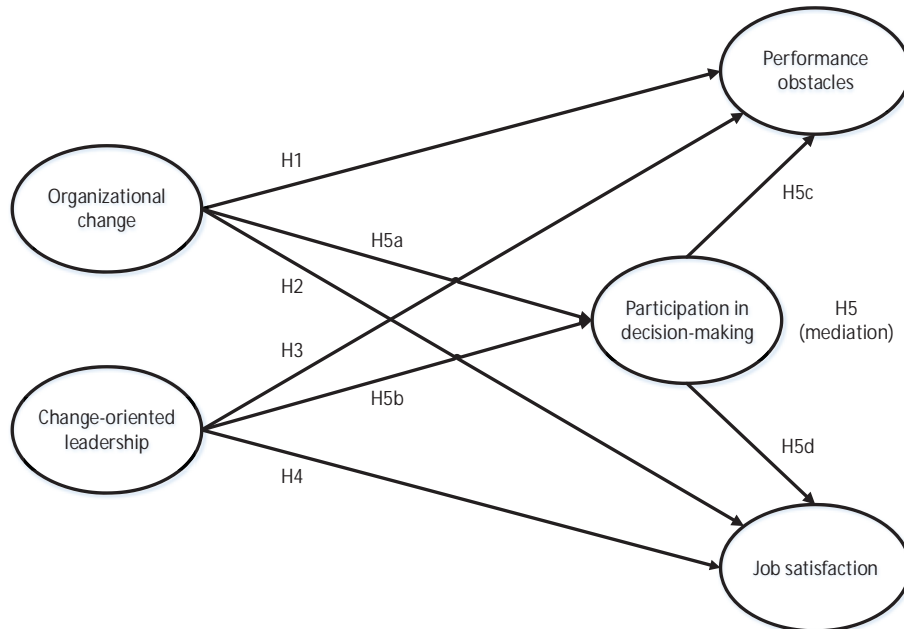 Performance
obstacles
H1
Organizational
change
H5c
H5a
H2
Participation in
decision-making
H5
(mediation)
H3
Change-oriented
leadership
H5b
H5d
H4
Job satisfaction